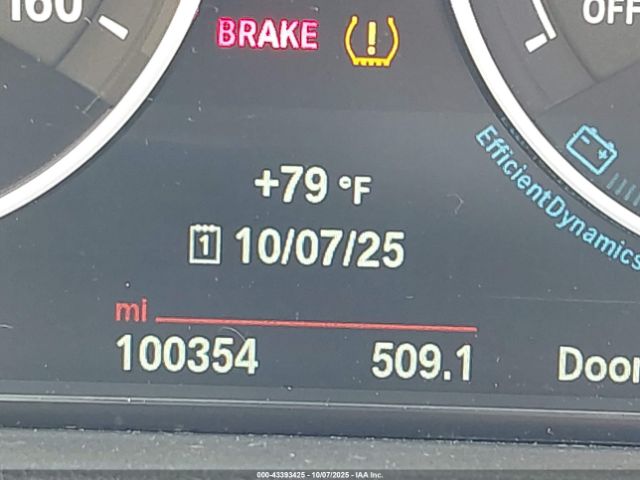 160
BRAKE
OFF
EfficientDynamics
+79 °F
1 10/07/25
mi
100354 509.1 Door
000-43393425 - 10/07/2025 - IAA Inc.